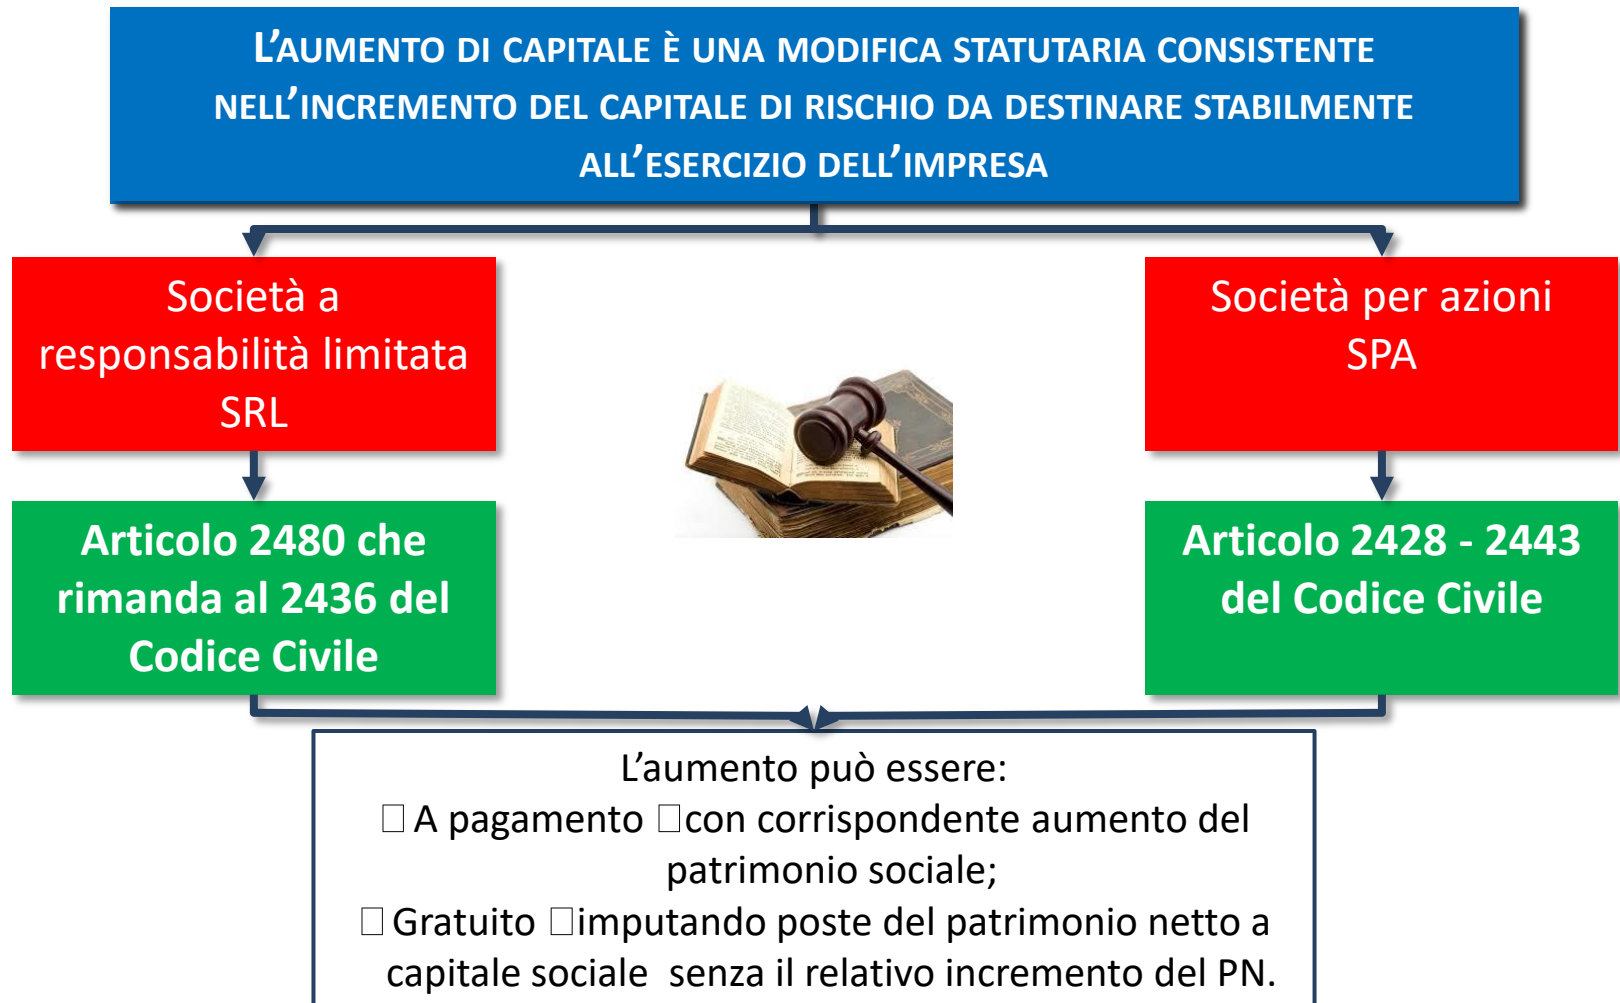 L'AUMENTO DI CAPITALE È UNA MODIFICA STATUTARIA CONSISTENTE
NELL'INCREMENTO DEL CAPITALE DI RISCHIO DA DESTINARE STABILMENTE
ALL'ESERCIZIO DELL'IMPRESA
Società a
responsabilità limitata
SRL
Società per azioni
SPA
Articolo 2480 che
rimanda al 2436 del
Codice Civile
Articolo 2428 - 2443
del Codice Civile
L'aumento può essere:
□ A pagamento □con corrispondente aumento del
patrimonio sociale;
□ Gratuito □imputando poste del patrimonio netto a
capitale sociale senza il relativo incremento del PN.